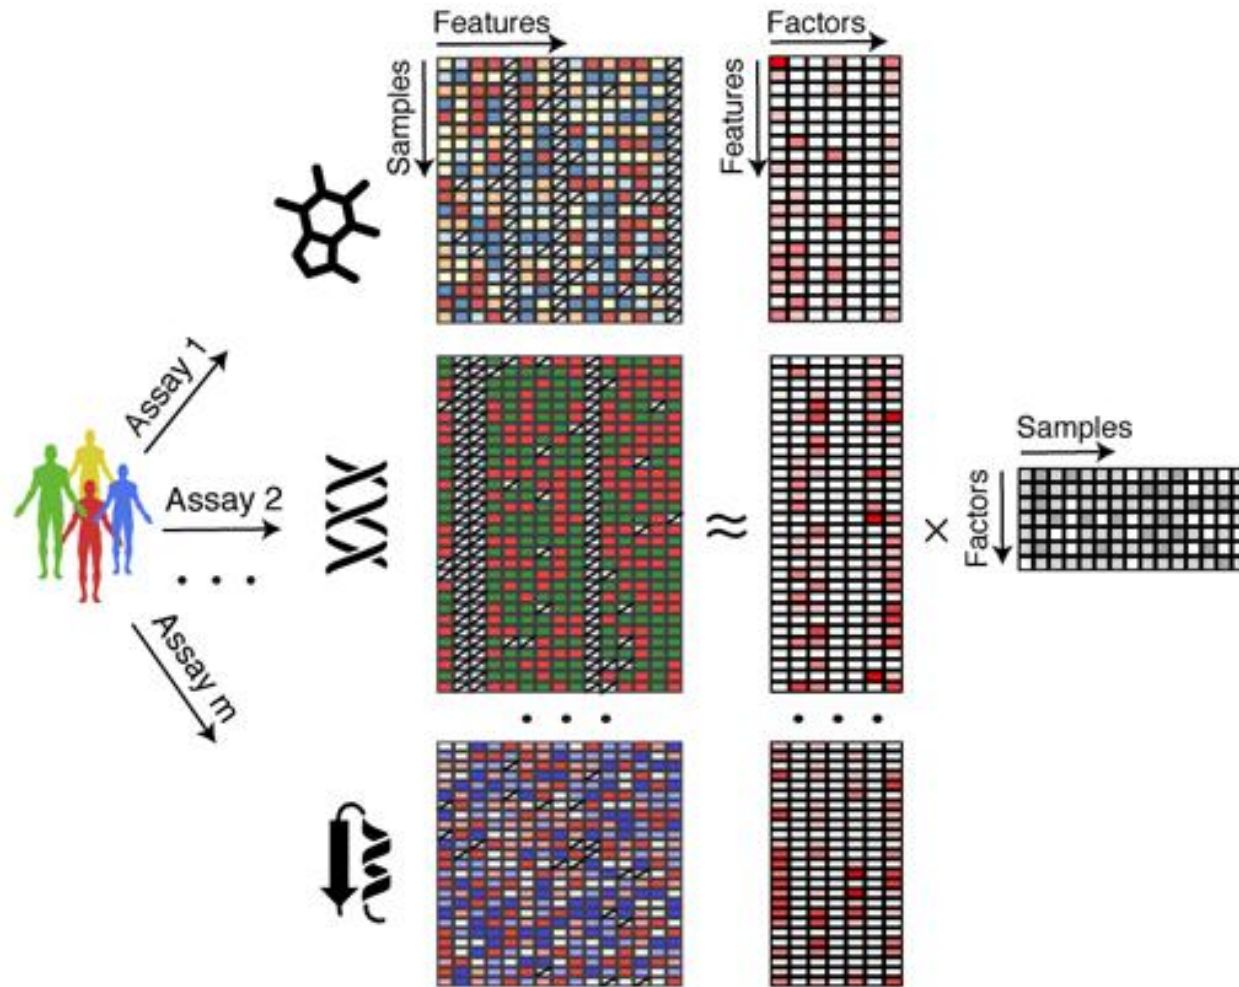 Features
Samples
Factors
Features
Assay 1
Assay 2
Assay m
≈
×
Samples
Factors